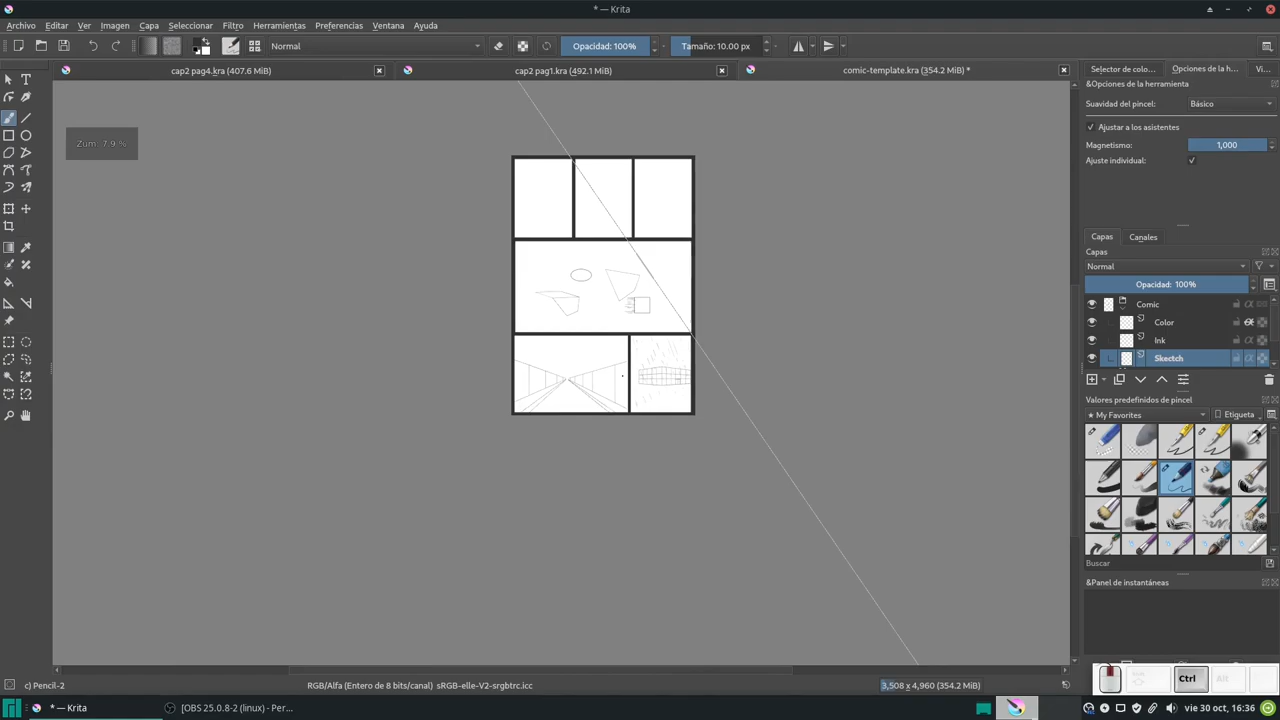 * — Krita
Archivo Editar Ver Imagen Capa Seleccionar Filtro Herramientas Preferencias Ventana Ayuda
Normal Opacidad: 100% Tamaño: 10.00 px
cap2 pag4.kra (407.6 MiB) cap2 pag1.kra (492.1 MiB) comic-template.kra (354.2 MiB) *
Selector de colo... Opciones de la h... Vi...
&Opciones de la herramienta
Suavidad del pincel: Básico
Ajustar a los asistentes
Magnetismo: 1,000
Ajuste individual:
Zum 7.9 %
Capas Canales
Capas
Normal
Opacidad: 100%
Comic
Color
Ink
Skectch
Valores predefinidos de pincel
★ My Favorites Etiqueta
Buscar
&Panel de instantáneas
Ctrl Alt
c) Pencil-2 RGB/Alfa (Entero de 8 bits/canal) sRGB-elle-V2-srgbtrc.icc 3,508 x 4,960 (354.2 MiB)
* — Krita [OBS 25.0.8-2 (linux) - Per... vie 30 oct, 16:36